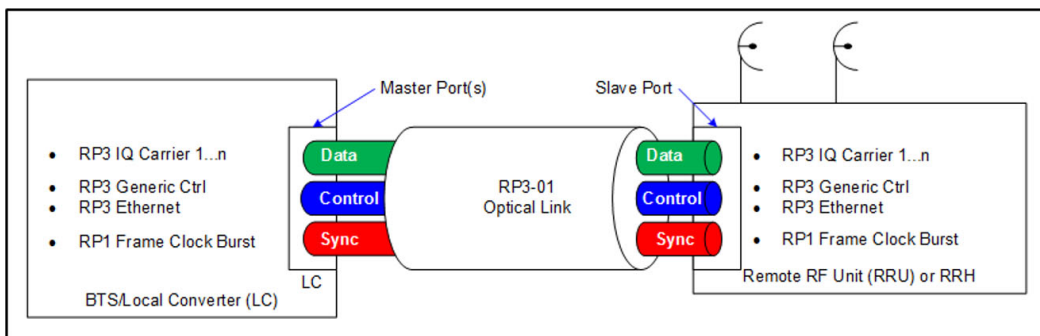 Master Port(s)
Slave Port
• RP3 IQ Carrier 1...n
• RP3 Generic Ctrl
• RP3 Ethernet
• RP1 Frame Clock Burst
BTS/Local Converter (LC)
LC
Data
Control
Sync
RP3-01
Optical Link
Data
Control
Sync
• RP3 IQ Carrier 1...n
• RP3 Generic Ctrl
• RP3 Ethernet
• RP1 Frame Clock Burst
Remote RF Unit (RRU) or RRH